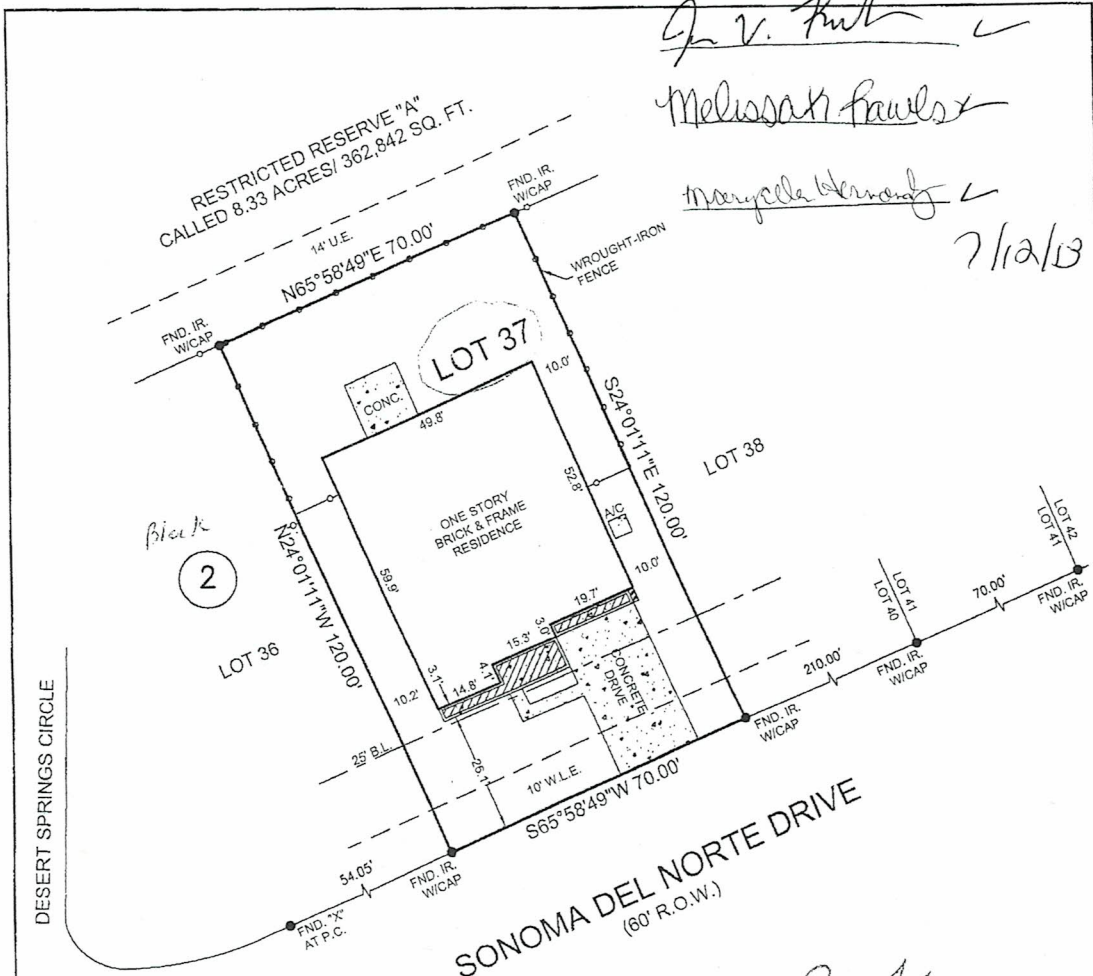 Melissa K Rawls
7/12/13
RESTRICTED RESERVE "A"
CALLED 8.33 ACRES/ 362,842 SQ. FT.
14' U.E.
N65°58'49"E 70.00'
FND. IR.
W/CAP
FND. IR.
W/CAP
WROUGHT-IRON
FENCE
LOT 37
CONC.
49.8'
10.0'
S24°01'11"E 120.00'
LOT 38
52.8'
ONE STORY
BRICK & FRAME
RESIDENCE
A/C
Block
2
N24°01'11"W 120.00'
59.9'
LOT 36
10.0'
19.7'
3.0'
15.3'
4.1'
14.8'
3.1'
10.2'
CONCRETE
DRIVE
25' B.L.
26.1'
10' W.L.E.
S65°58'49"W 70.00'
LOT 42
LOT 41
LOT 41
LOT 40
70.00'
FND. IR.
W/CAP
210.00'
FND. IR.
W/CAP
FND. IR.
W/CAP
FND. IR.
W/CAP
54.05'
FND. "X"
AT P.C.
DESERT SPRINGS CIRCLE
SONOMA DEL NORTE DRIVE
(60' R.O.W.)